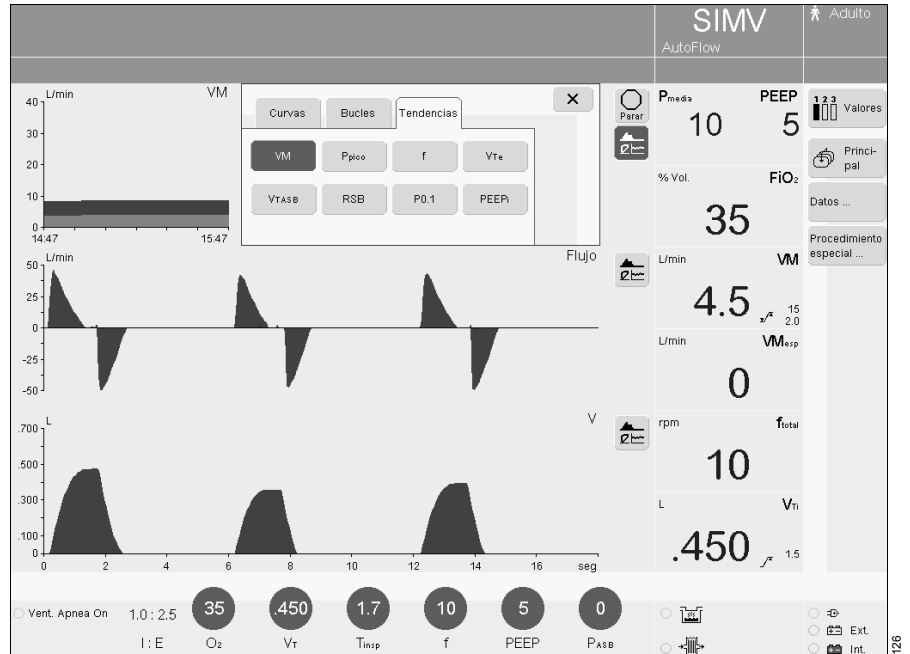 SIMV
AutoFlow
Adulto
L/min
VM
40
30
20
10
0
14:47
15:47
Curvas
Bucles
Tendencias
×
VM
Ppico
f
VTe
VTASB
RSB
P0.1
PEEPi
Parar
Pmedia
PEEP
10
5
% Vol.
FiO2
35
L/min
VM
4.5
15
2.0
L/min
VMesp
0
rpm
ftotal
10
L
VTi
.450
1.5
1 2 3
Valores
Princi-
pal
Datos ...
Procedimiento
especial ...
L/min
Flujo
50
25
0
-25
-50
L
V
.700
.500
.300
.100
0
0
2
4
6
8
10
12
14
16
seg
Vent. Apnea On
1.0 : 2.5
35
.450
1.7
10
5
0
I : E
O2
VT
Tinsp
f
PEEP
PASB
Ext.
Int.
126